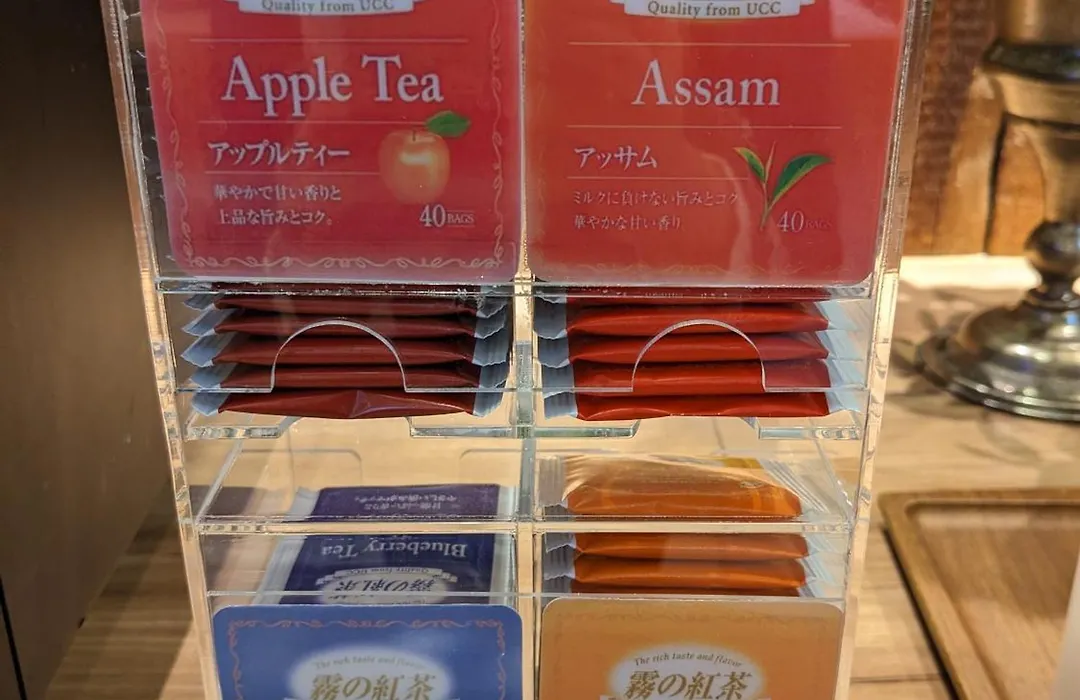 Quality from UCC
Apple Tea
アップルティー
華やかで甘い香りと
上品な旨みとコク。
40 BAGS
Quality from UCC
Assam
アッサム
ミルクに負けない旨みとコク
華やかな甘い香り
40 BAGS
Blueberry Tea
Quality from UCC
霧の紅茶
The rich taste and flavor
霧の紅茶
The rich taste and flavor
霧の紅茶